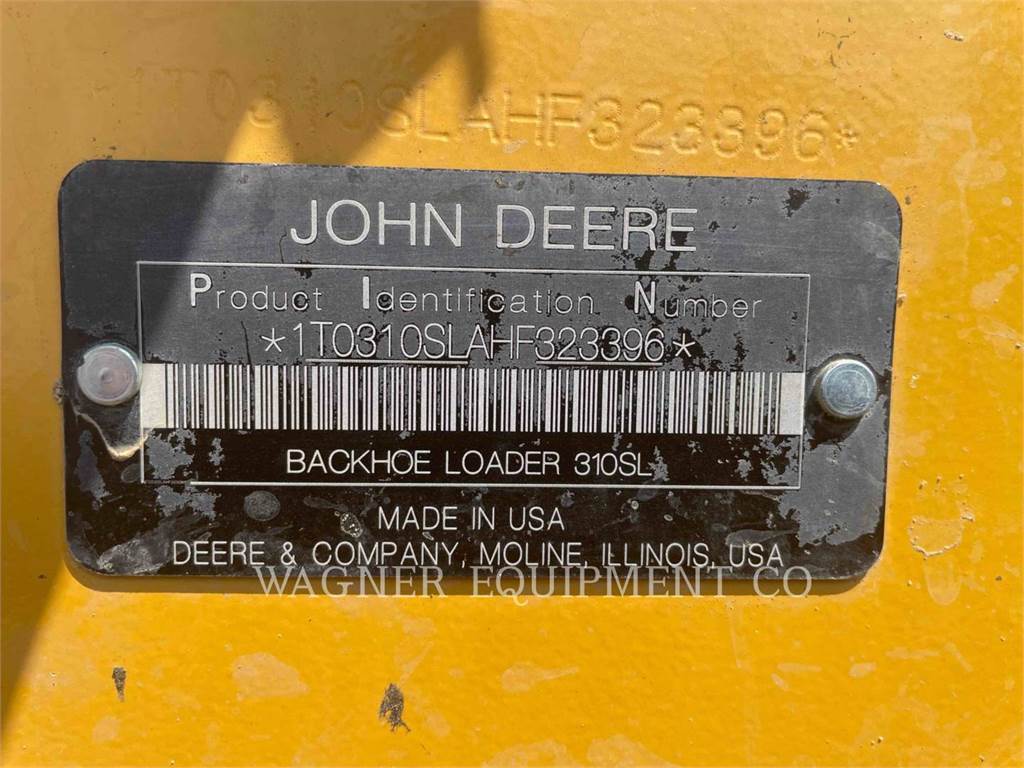 1T0310SLAHF323396*
JOHN DEERE
Product Identification Number
*1T0310SLAHF323396*
BACKHOE LOADER 310SL
MADE IN USA
DEERE & COMPANY, MOLINE, ILLINOIS, USA
WAGNER EQUIPMENT CO